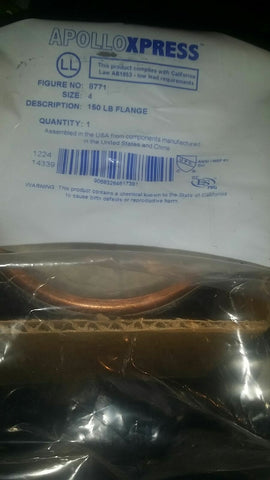 APOLLOXPRESS™
LL
This product complies with California
Law AB1953 - low lead requirements
FIGURE NO: 9771
SIZE: 4
DESCRIPTION: 150 LB FLANGE
QUANTITY: 1
Assembled in the USA from components manufactured
in the United States and China
1224
14339
WARNING: This product contains a chemical known to the State of California
to cause birth defects or reproductive harm.